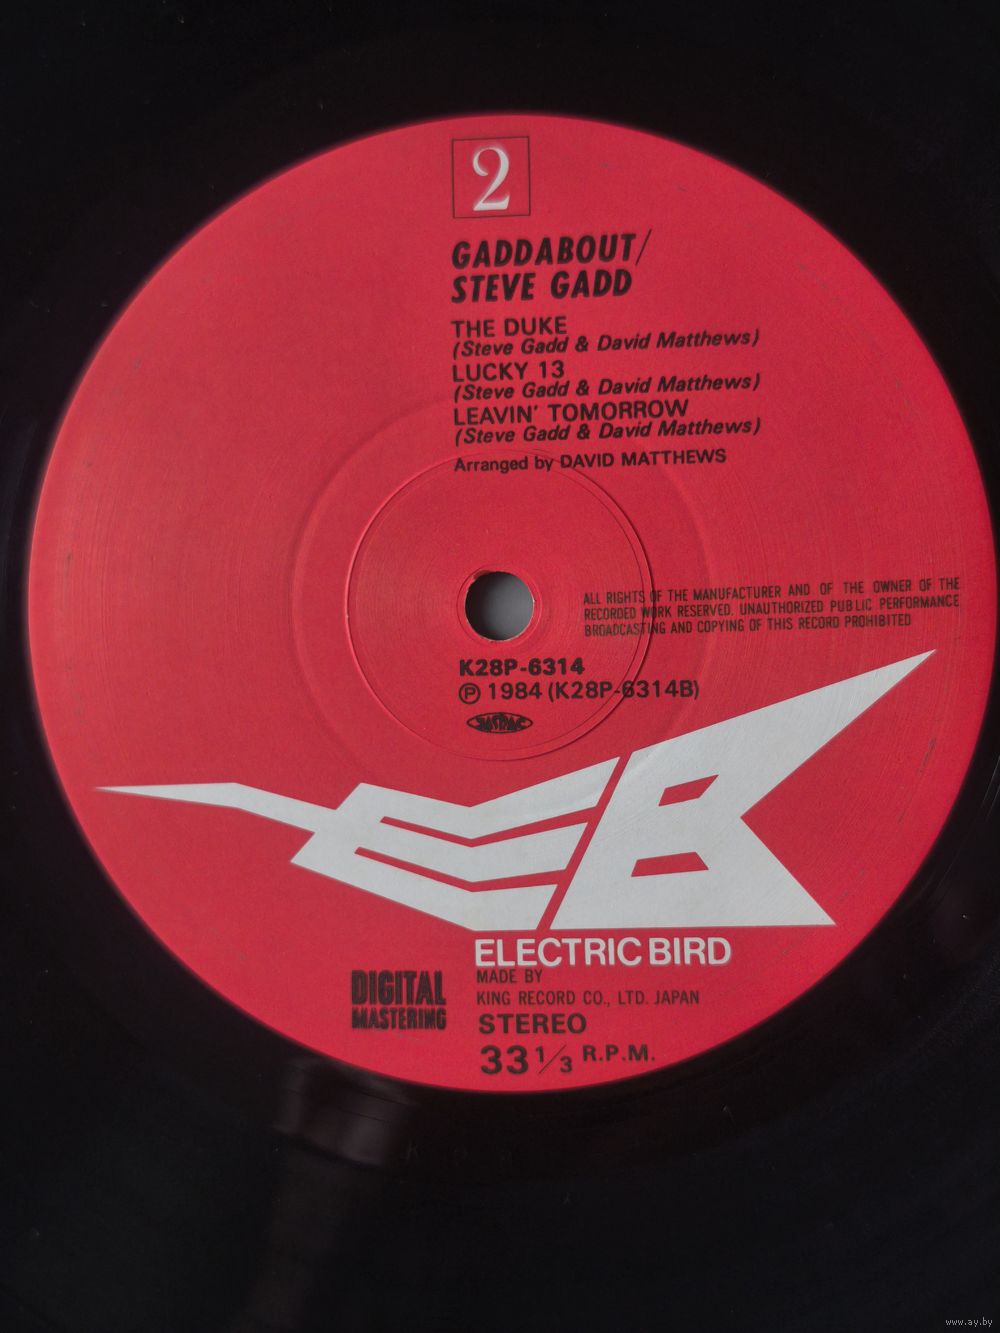 2
GADDABOUT/
STEVE GADD
THE DUKE
(Steve Gadd & David Matthews)
LUCKY 13
(Steve Gadd & David Matthews)
LEAVIN' TOMORROW
(Steve Gadd & David Matthews)
Arranged by DAVID MATTHEWS
ALL RIGHTS OF THE MANUFACTURER AND OF THE OWNER OF THE
RECORDED WORK RESERVED. UNAUTHORIZED PUBLIC PERFORMANCE
BROADCASTING AND COPYING OF THIS RECORD PROHIBITED
K28P-6314
Ⓟ 1984 (K28P-6314B)
JASRAC
EB
ELECTRIC BIRD
DIGITAL
MASTERING
MADE BY
KING RECORD CO., LTD. JAPAN
STEREO
33 1/3 R.P.M.
www.ay.by